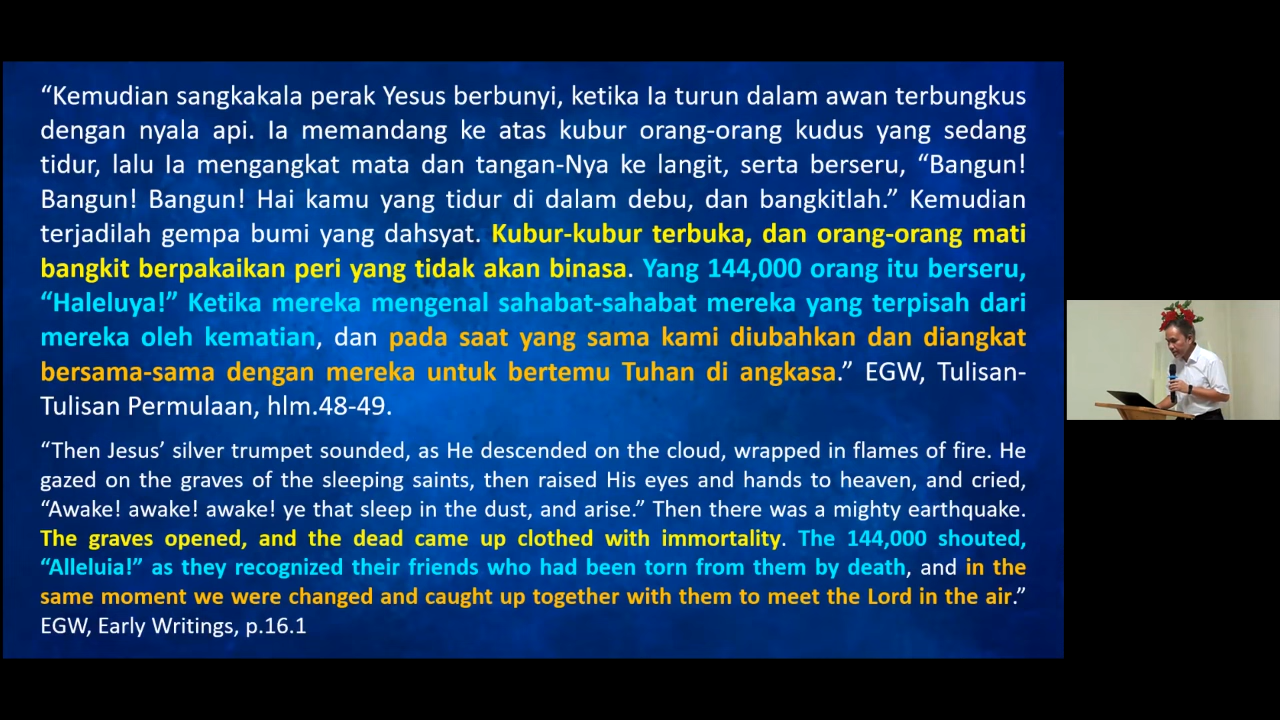 “Kemudian sangkakala perak Yesus berbunyi, ketika Ia turun dalam awan terbungkus
dengan nyala api. Ia memandang ke atas kubur orang-orang kudus yang sedang
tidur, lalu Ia mengangkat mata dan tangan-Nya ke langit, serta berseru, “Bangun!
Bangun! Bangun! Hai kamu yang tidur di dalam debu, dan bangkitlah.” Kemudian
terjadilah gempa bumi yang dahsyat. Kubur-kubur terbuka, dan orang-orang mati
bangkit berpakaikan peri yang tidak akan binasa. Yang 144,000 orang itu berseru,
“Haleluya!” Ketika mereka mengenal sahabat-sahabat mereka yang terpisah dari
mereka oleh kematian, dan pada saat yang sama kami diubahkan dan diangkat
bersama-sama dengan mereka untuk bertemu Tuhan di angkasa.” EGW, Tulisan-
Tulisan Permulaan, hlm.48-49.
“Then Jesus’ silver trumpet sounded, as He descended on the cloud, wrapped in flames of fire. He
gazed on the graves of the sleeping saints, then raised His eyes and hands to heaven, and cried,
“Awake! awake! awake! ye that sleep in the dust, and arise.” Then there was a mighty earthquake.
The graves opened, and the dead came up clothed with immortality. The 144,000 shouted,
“Alleluia!” as they recognized their friends who had been torn from them by death, and in the
same moment we were changed and caught up together with them to meet the Lord in the air.”
EGW, Early Writings, p.16.1